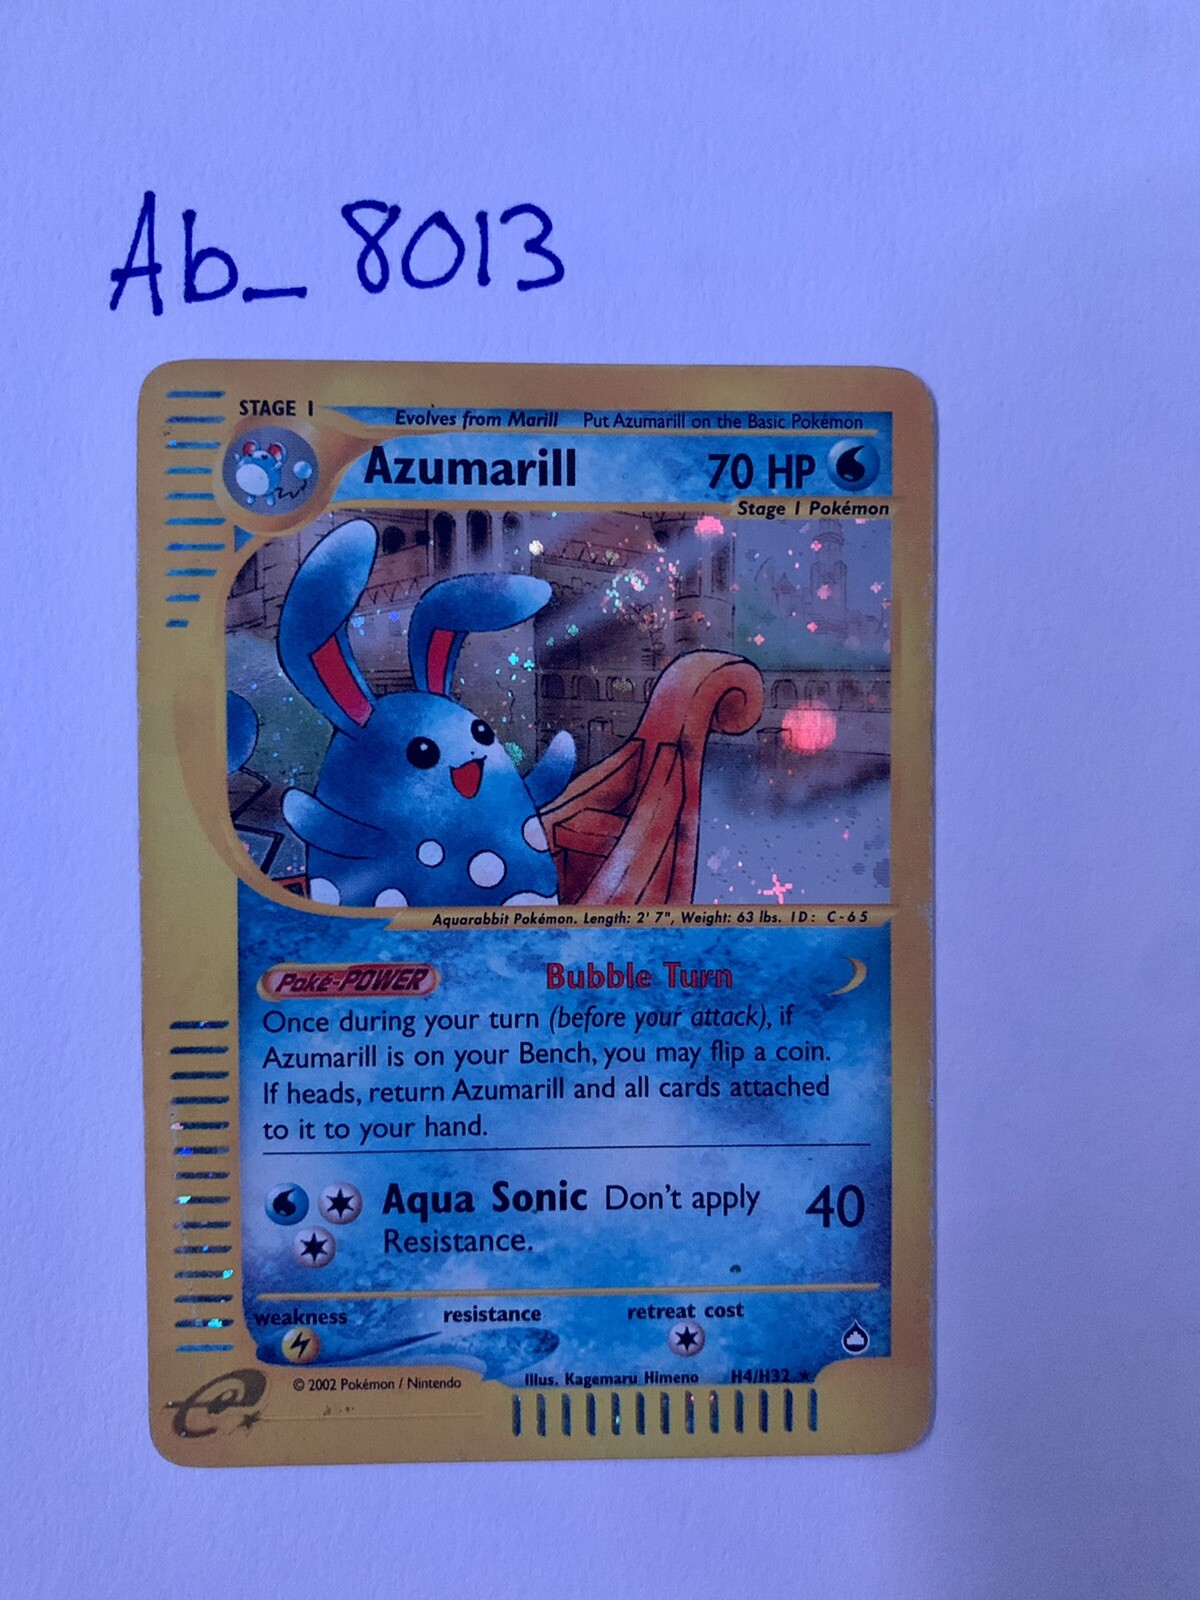 Ab_ 8013
STAGE 1
Evolves from Marill Put Azumarill on the Basic Pokémon
Azumarill 70 HP
Stage 1 Pokémon
Aquarabbit Pokémon. Length: 2' 7", Weight: 63 lbs. ID: C-65
Poké-POWER Bubble Turn
Once during your turn (before your attack), if
Azumarill is on your Bench, you may flip a coin.
If heads, return Azumarill and all cards attached
to it to your hand.
Aqua Sonic Don't apply 40
Resistance.
weakness resistance retreat cost
© 2002 Pokémon / Nintendo Illus. Kagemaru Himeno H4/H32 ★
e